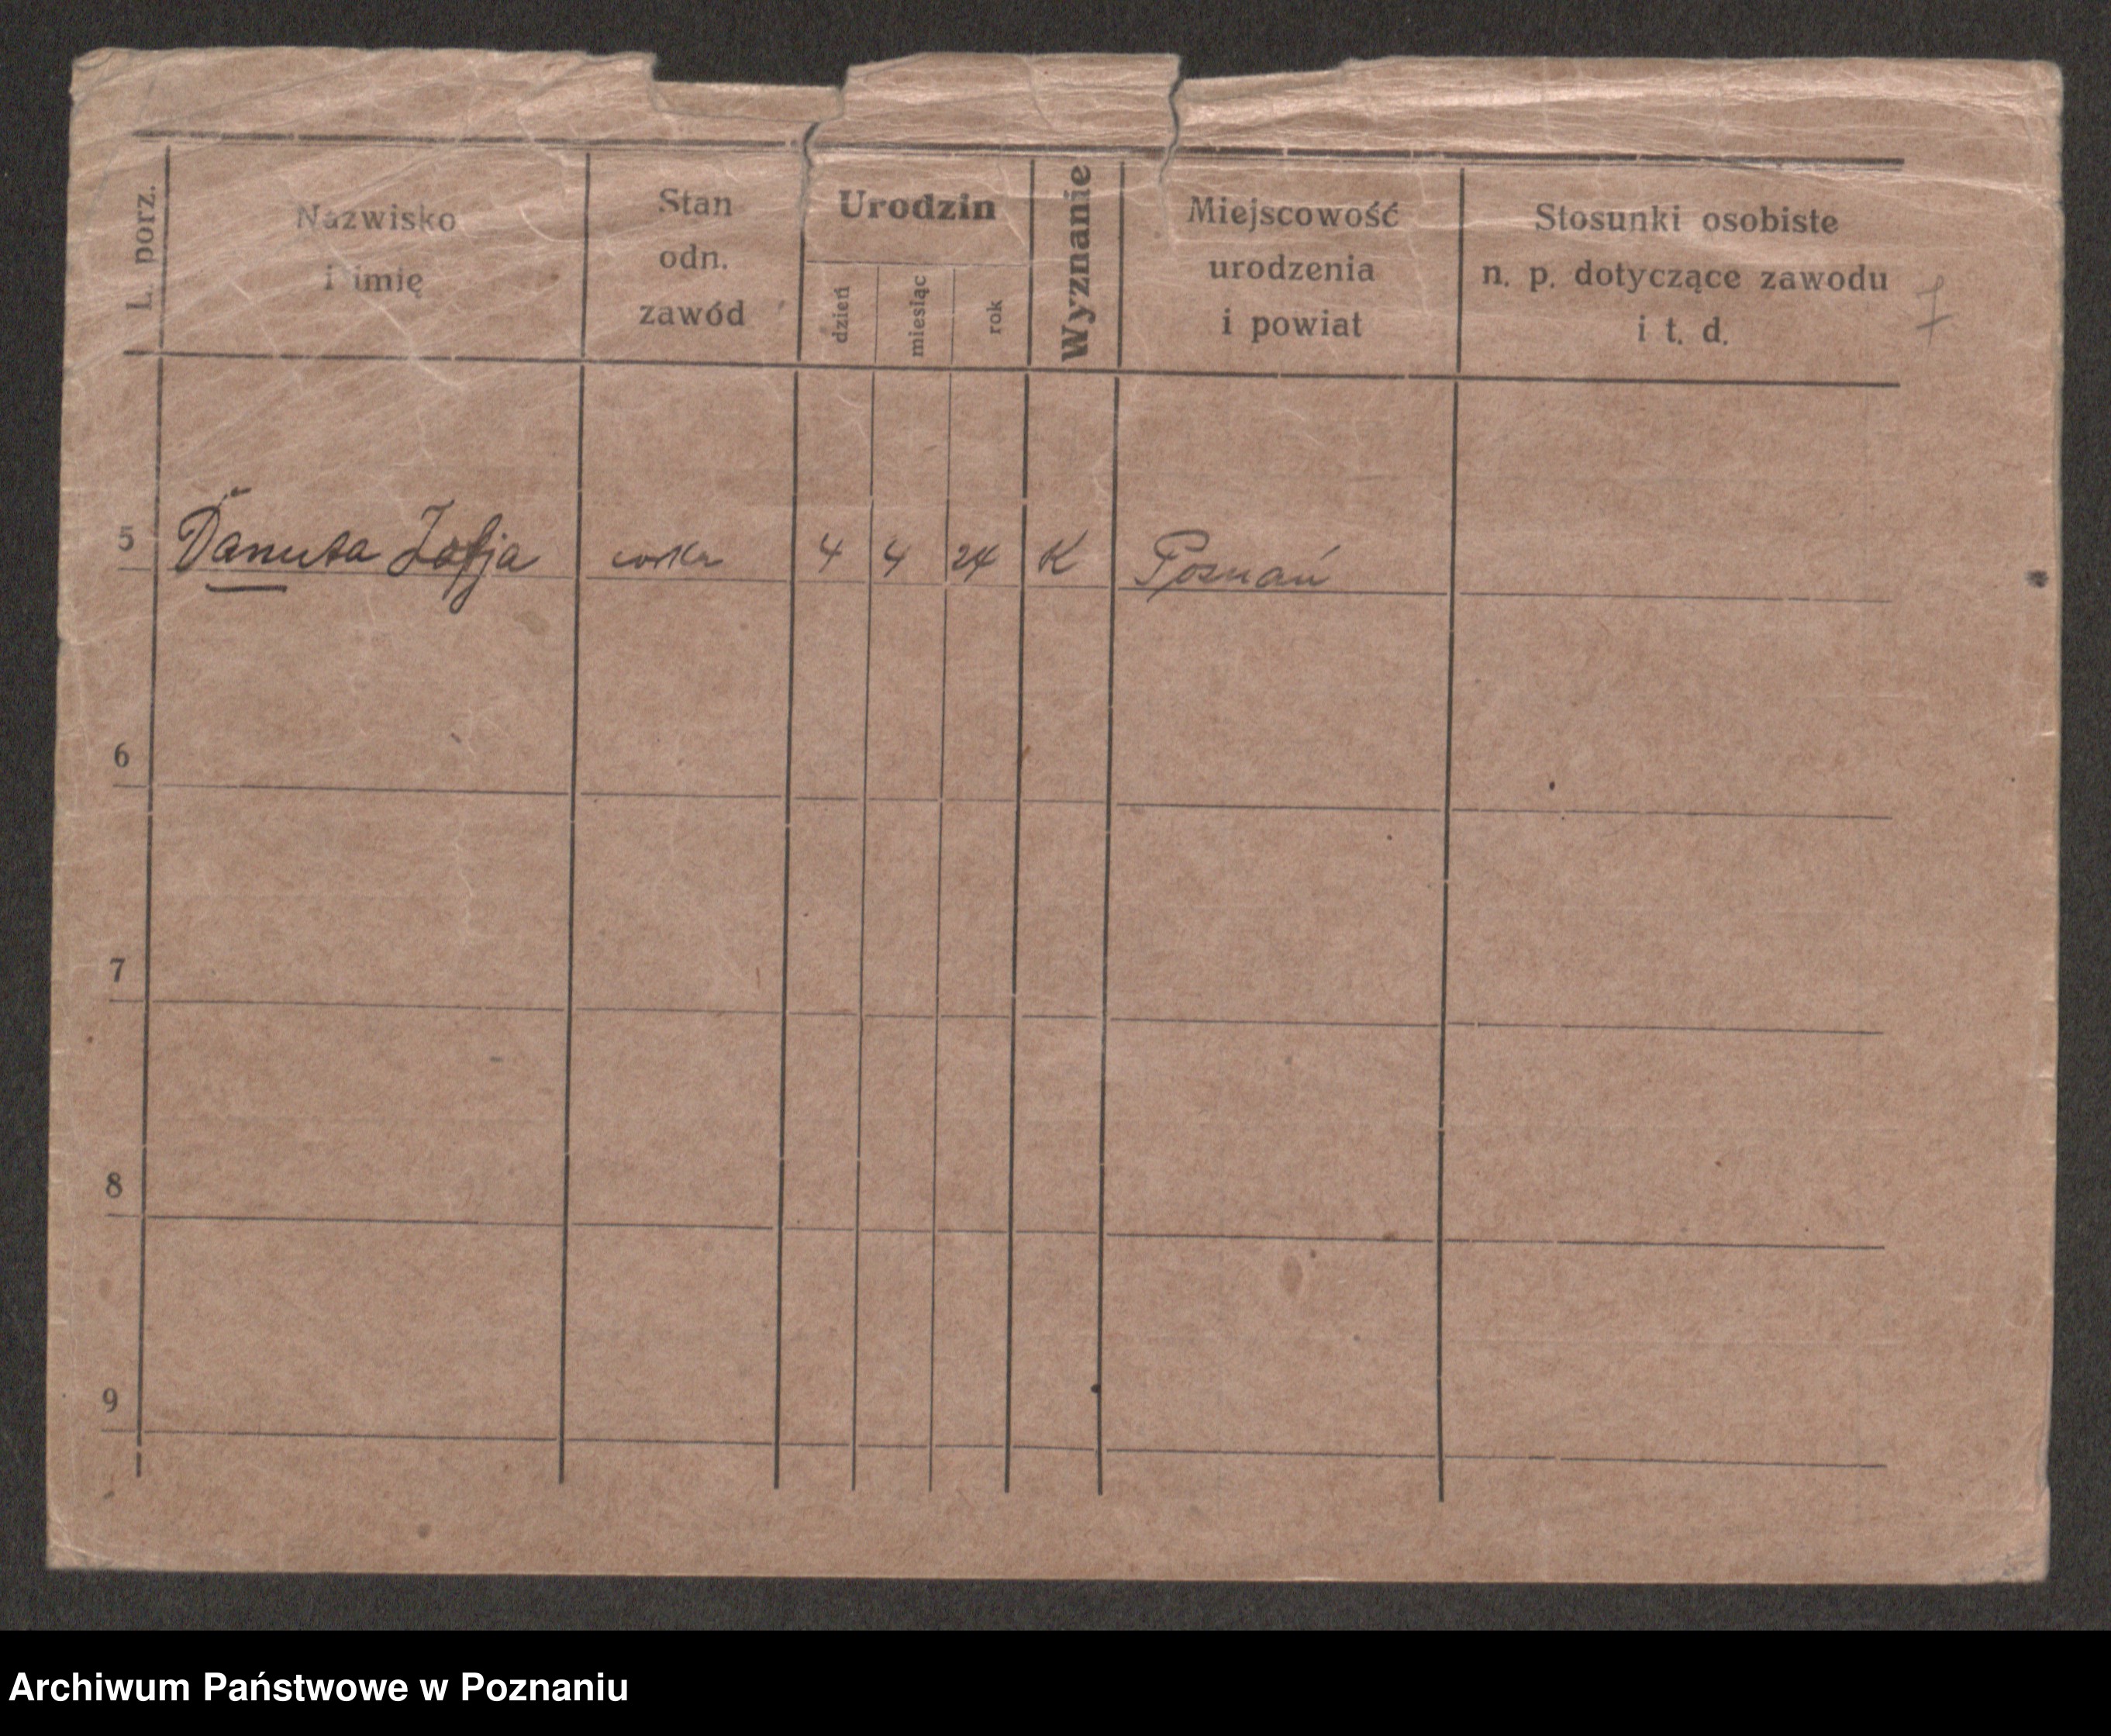 L. porz.
Nazwisko
i imię
Stan
odn.
zawód
Urodzin
dzień
miesiąc
rok
Wyznanie
Miejscowość
urodzenia
i powiat
Stosunki osobiste
n. p. dotyczące zawodu
i t. d.
7
5 Danuta Zofja córka 4 4 24 K Poznań
6
7
8
9
Archiwum Państwowe w Poznaniu